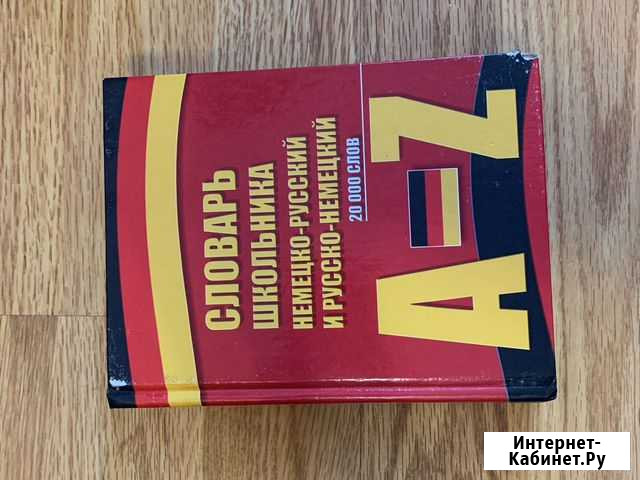 СЛОВАРЬ
ШКОЛЬНИКА
НЕМЕЦКО-РУССКИЙ
И РУССКО-НЕМЕЦКИЙ
20 000 СЛОВ
A-Z
Интернет-
Кабинет.Ру